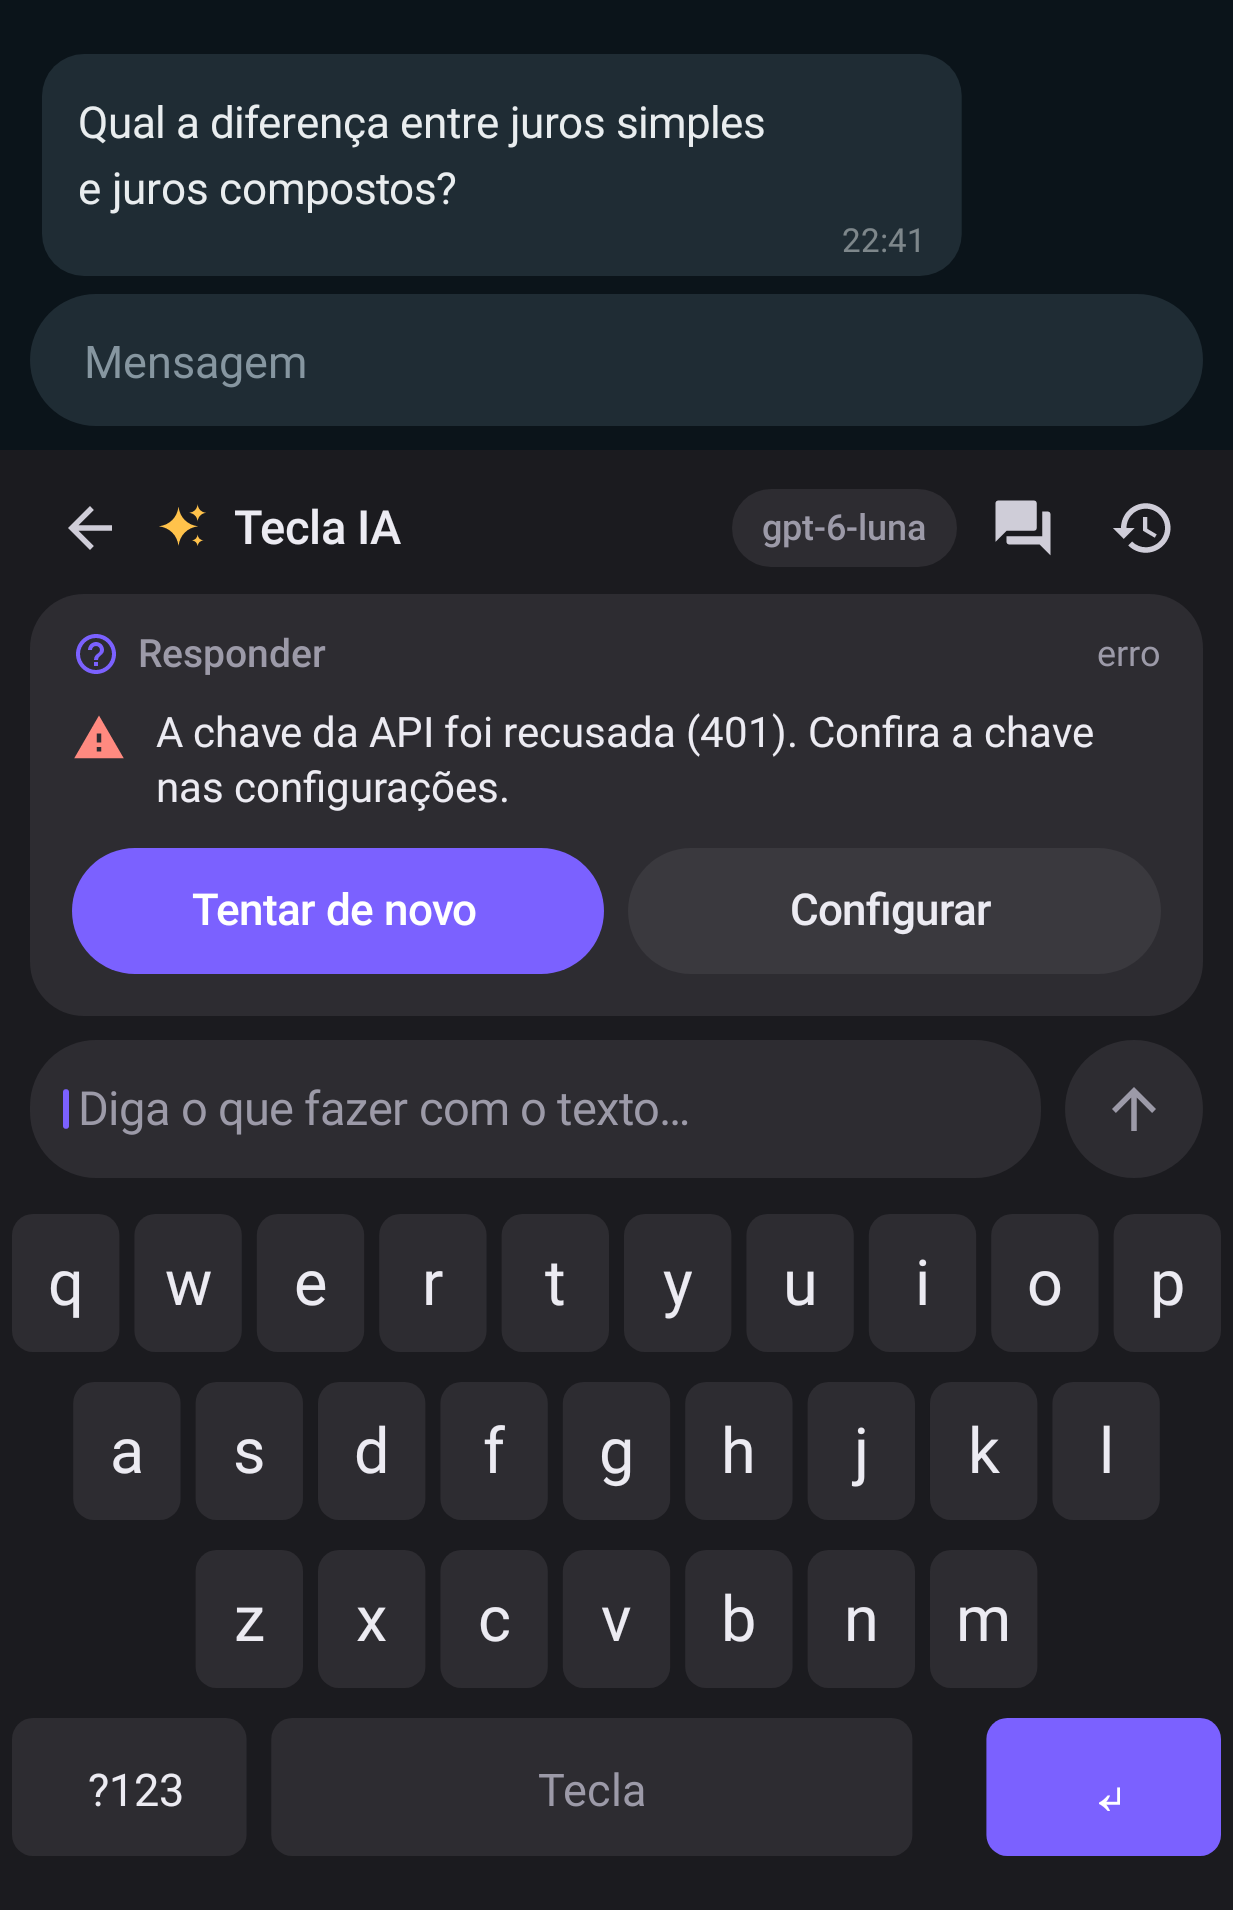 Qual a diferença entre juros simples
e juros compostos?
22:41
Mensagem
Tecla IA
gpt-6-luna
Responder
erro
A chave da API foi recusada (401). Confira a chave
nas configurações.
Tentar de novo
Configurar
Diga o que fazer com o texto...
q w e r t y u i o p
a s d f g h j k l
z x c v b n m
?123
Tecla